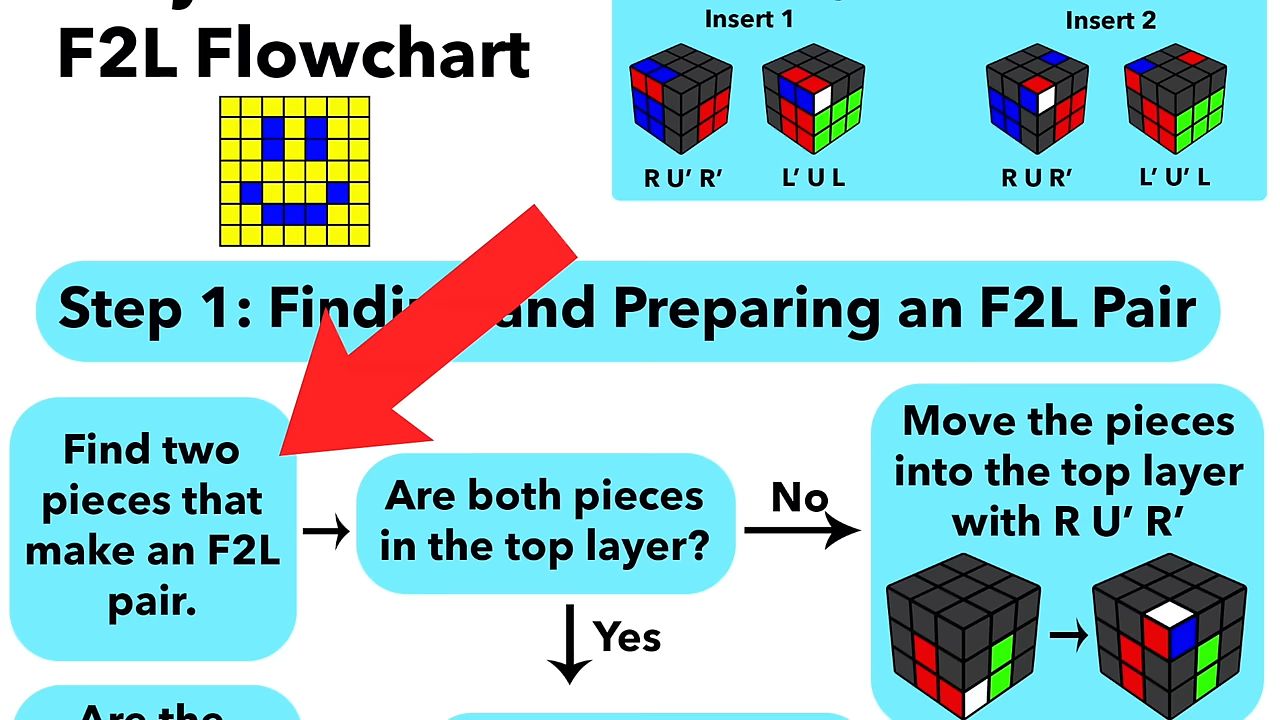 F2L Flowchart
Insert 1
Insert 2
R U’ R’
L’ U L
R U R’
L’ U’ L
Step 1: Finding and Preparing an F2L Pair
Find two
pieces that
make an F2L
pair.
Are both pieces
in the top layer?
No
Yes
Move the pieces
into the top layer
with R U’ R’
Are the